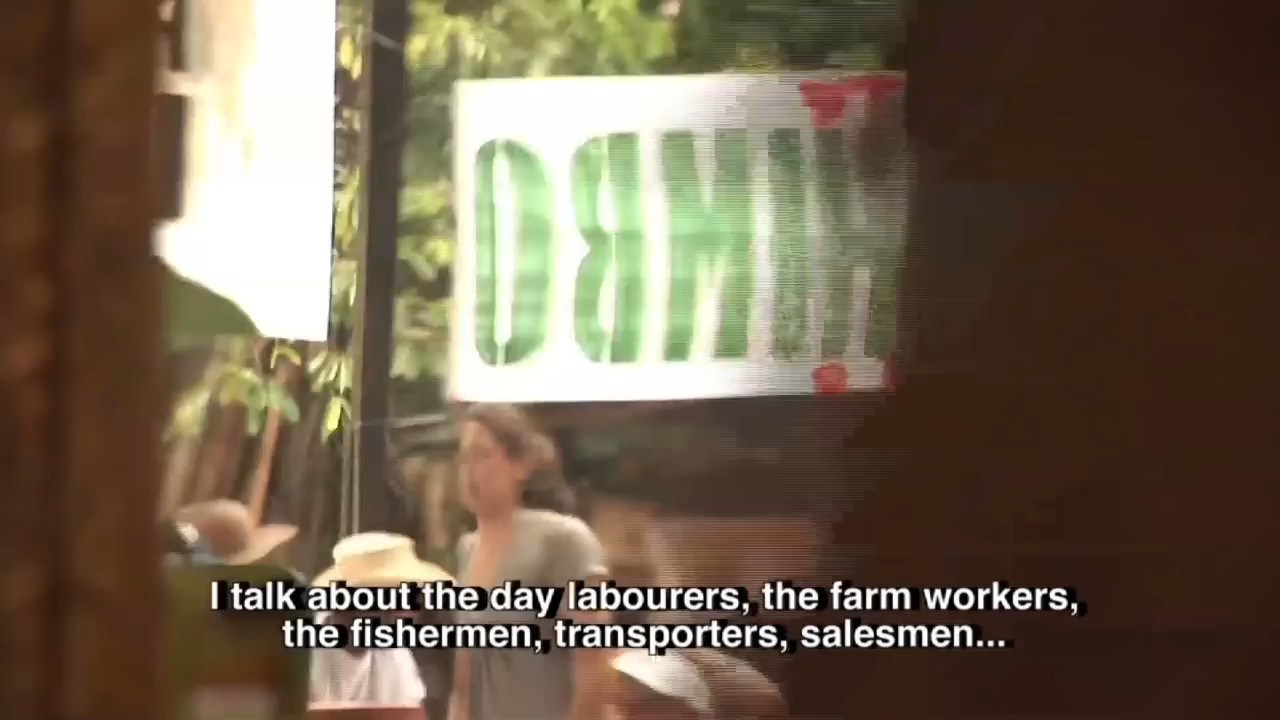 I talk about the day labourers, the farm workers,
the fishermen, transporters, salesmen...